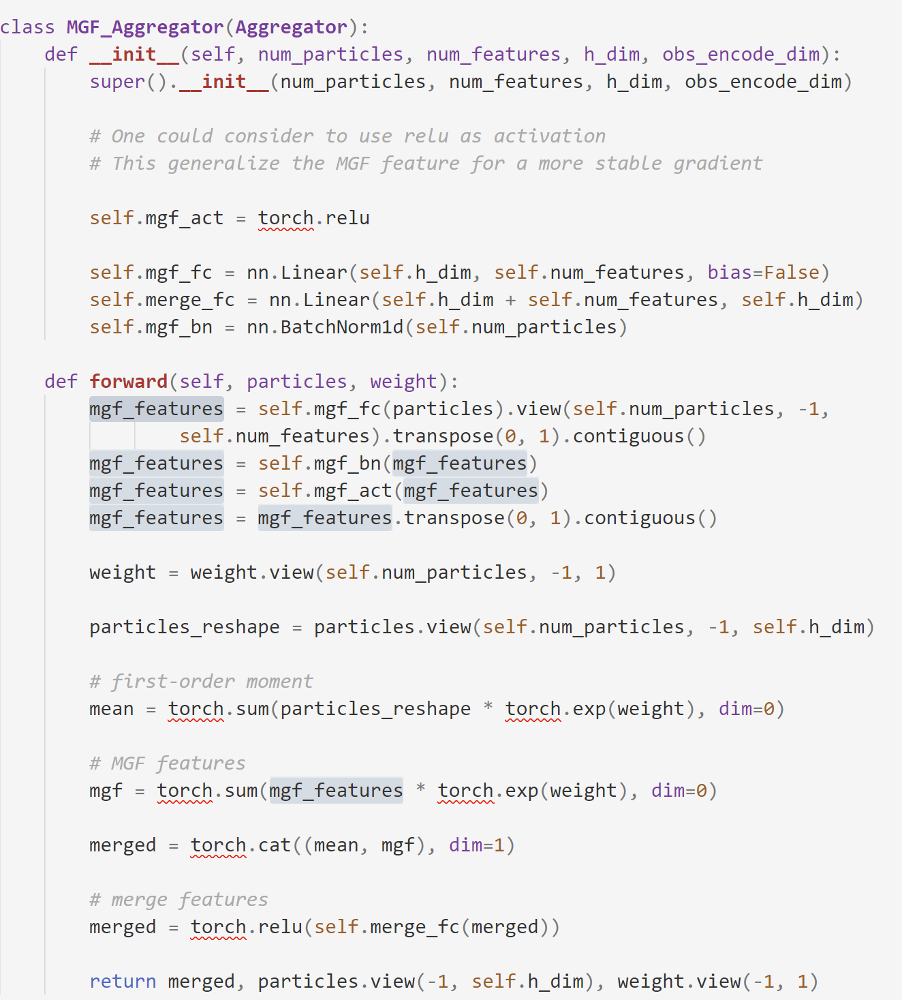 class MGF_Aggregator(Aggregator):
    def __init__(self, num_particles, num_features, h_dim, obs_encode_dim):
        super().__init__(num_particles, num_features, h_dim, obs_encode_dim)
        # One could consider to use relu as activation
        # This generalize the MGF feature for a more stable gradient
        self.mgf_act = torch.relu
        self.mgf_fc = nn.Linear(self.h_dim, self.num_features, bias=False)
        self.merge_fc = nn.Linear(self.h_dim + self.num_features, self.h_dim)
        self.mgf_bn = nn.BatchNorm1d(self.num_particles)
    def forward(self, particles, weight):
        mgf_features = self.mgf_fc(particles).view(self.num_particles, -1,
                self.num_features).transpose(0, 1).contiguous()
        mgf_features = self.mgf_bn(mgf_features)
        mgf_features = self.mgf_act(mgf_features)
        mgf_features = mgf_features.transpose(0, 1).contiguous()
        weight = weight.view(self.num_particles, -1, 1)
        particles_reshape = particles.view(self.num_particles, -1, self.h_dim)
        # first-order moment
        mean = torch.sum(particles_reshape * torch.exp(weight), dim=0)
        # MGF features
        mgf = torch.sum(mgf_features * torch.exp(weight), dim=0)
        merged = torch.cat((mean, mgf), dim=1)
        # merge features
        merged = torch.relu(self.merge_fc(merged))
        return merged, particles.view(-1, self.h_dim), weight.view(-1, 1)